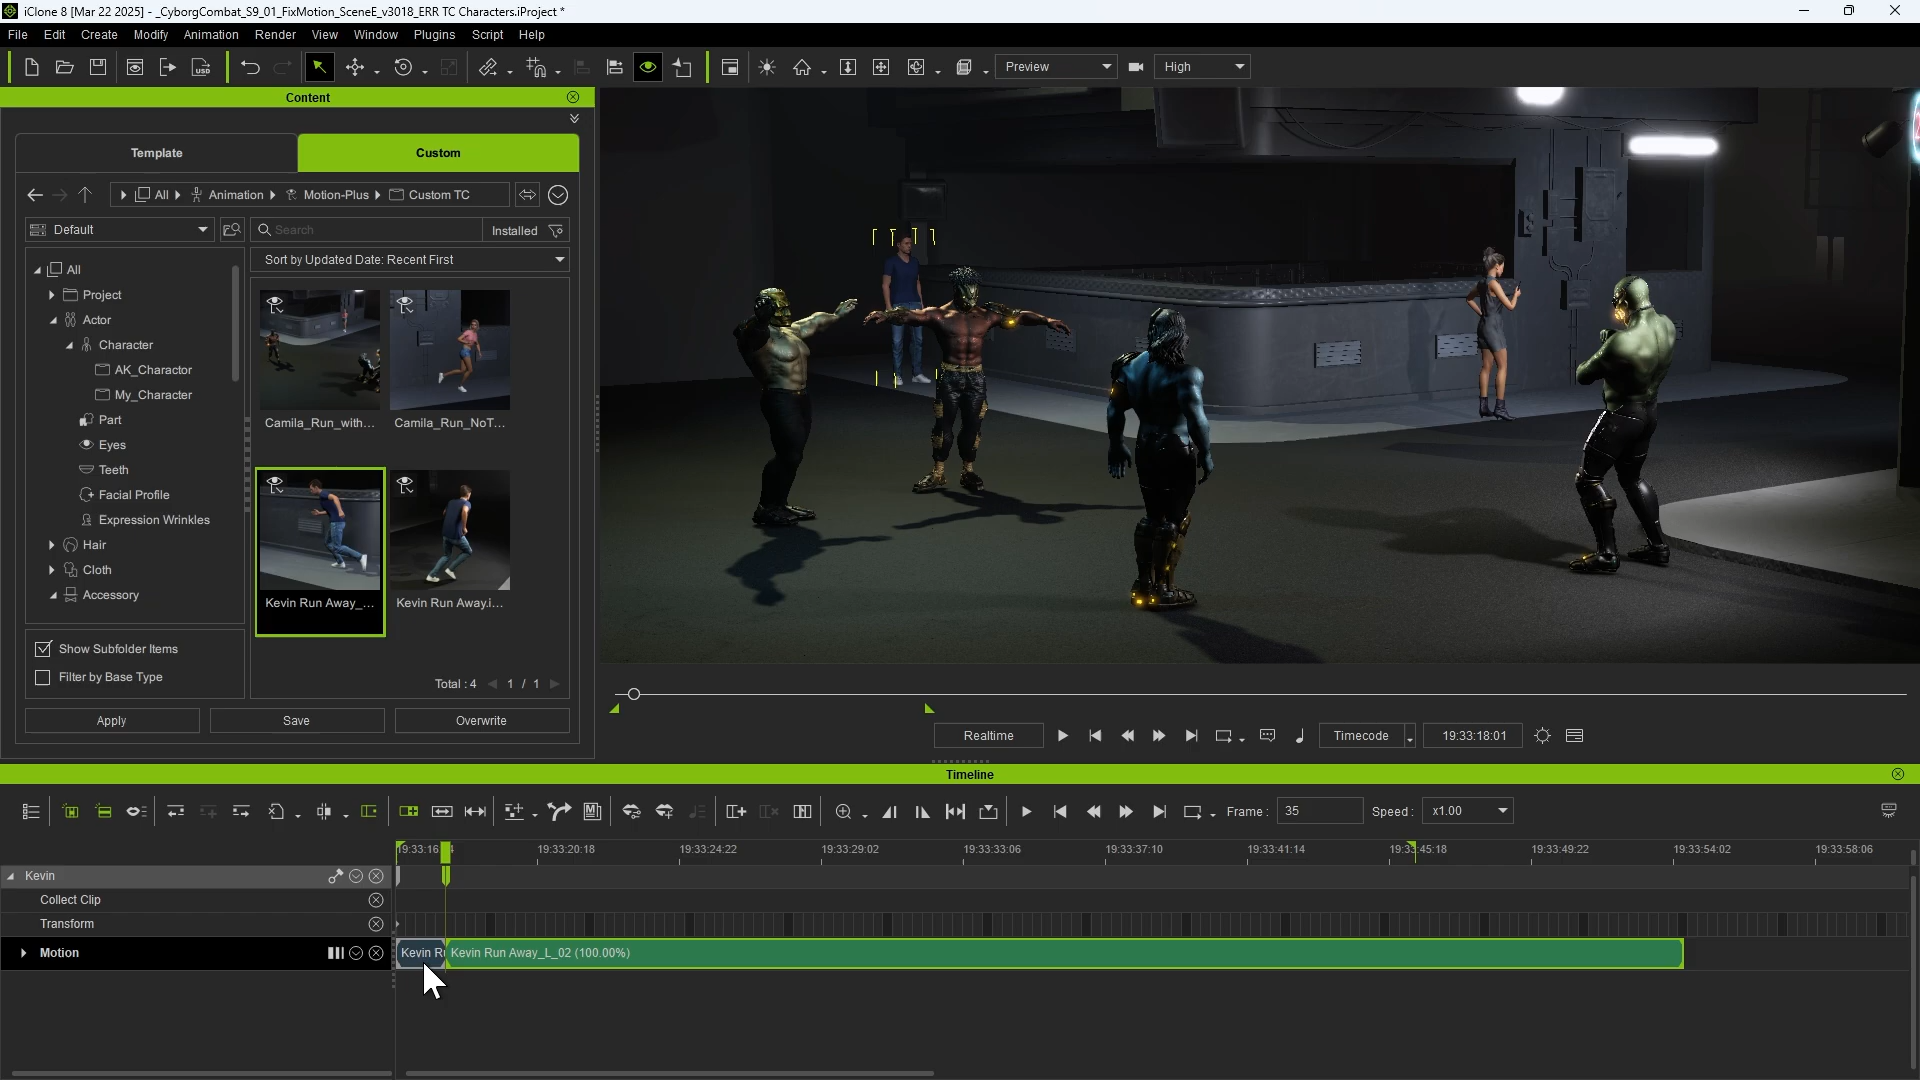 iClone 8 [Mar 22 2025] - _CyborgCombat_S9_01_FixMotion_SceneE_v3018_ERR TC Characters.iProject *
File Edit Create Modify Animation Render View Window Plugins Script Help
Preview High
Content
Template Custom
All Animation Motion-Plus Custom TC
Default Search Installed
Sort by Updated Date: Recent First
All
Project
Actor
Character
AK_Charactor
My_Character
Part
Eyes
Teeth
Facial Profile
Expression Wrinkles
Hair
Cloth
Accessory
Camila_Run_with... Camila_Run_NoT...
Kevin Run Away_... Kevin Run Away.i...
Show Subfolder Items
Filter by Base Type
Total : 4 1 / 1
Apply Save Overwrite
Realtime Timecode 19:33:18:01
Timeline
Frame : 35 Speed : x1.00
19:33:16 19:33:20:18 19:33:24:22 19:33:29:02 19:33:33:06 19:33:37:10 19:33:41:14 19:33:45:18 19:33:49:22 19:33:54:02 19:33:58:06
Kevin
Collect Clip
Transform
Motion
Kevin R Kevin Run Away_L_02 (100.00%)